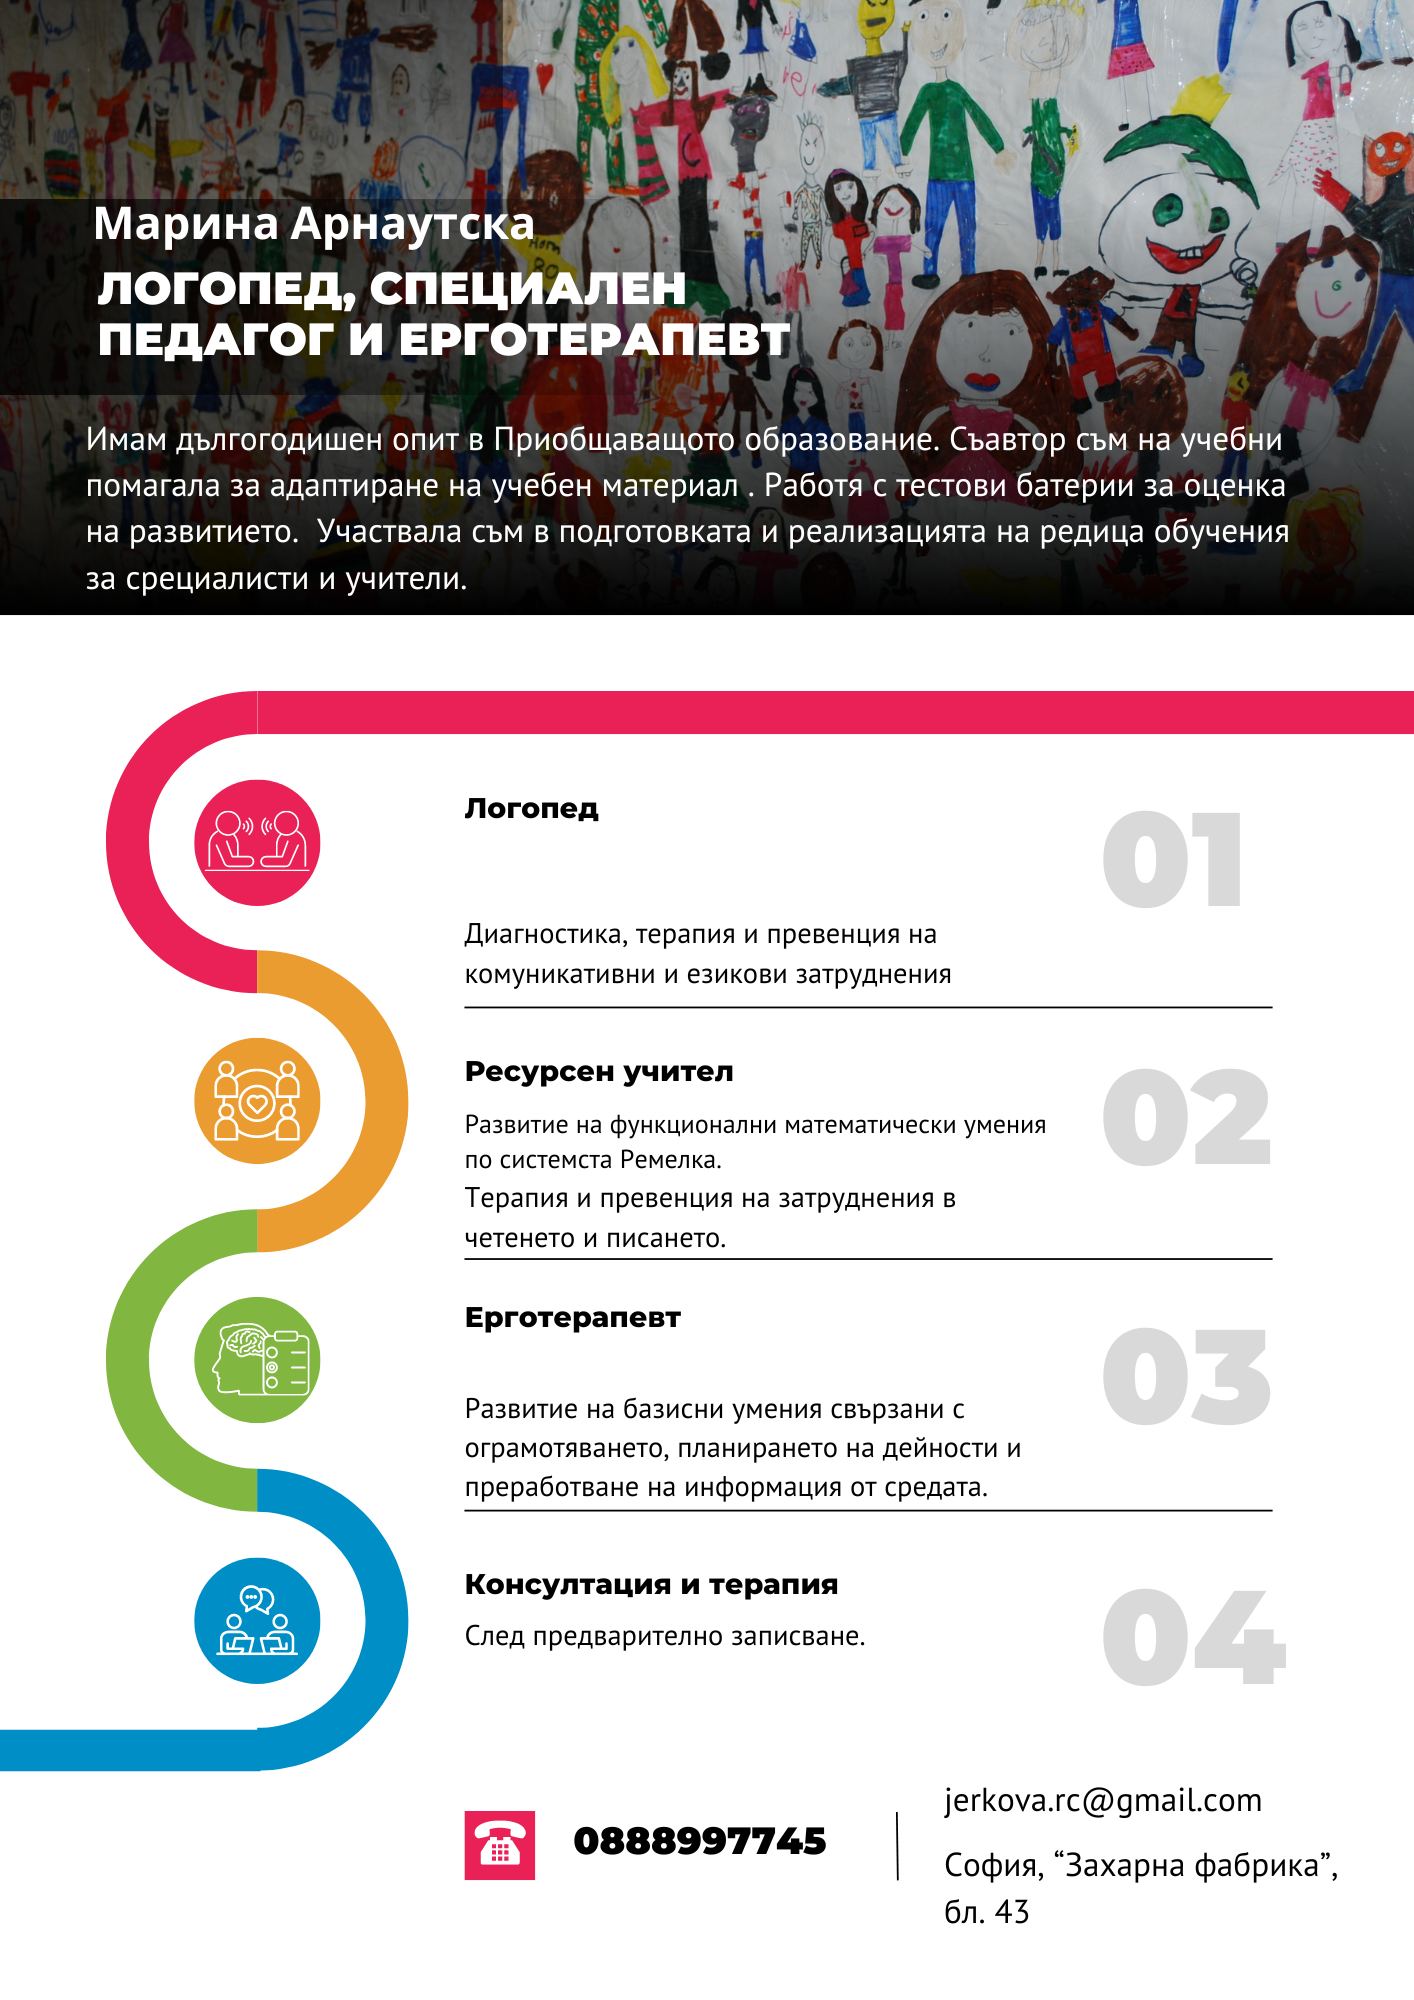 Марина Арнаутска
ЛОГОПЕД, СПЕЦИАЛЕН
ПЕДАГОГ И ЕРГОТЕРАПЕВТ
Имам дългогодишен опит в Приобщаващото образование. Съавтор съм на учебни
помагала за адаптиране на учебен материал . Работя с тестови батерии за оценка
на развитието.  Участвала съм в подготовката и реализацията на редица обучения
за срециалисти и учители.
Логопед
01
Диагностика, терапия и превенция на
комуникативни и езикови затруднения
Ресурсен учител
02
Развитие на функционални математически умения
по системста Ремелка.
Терапия и превенция на затруднения в
четенето и писането.
Ерготерапевт
03
Развитие на базисни умения свързани с
ограмотяването, планирането на дейности и
преработване на информация от средата.
Консултация и терапия
04
След предварително записване.
0888997745
jerkova.rc@gmail.com
София, “Захарна фабрика”,
бл. 43